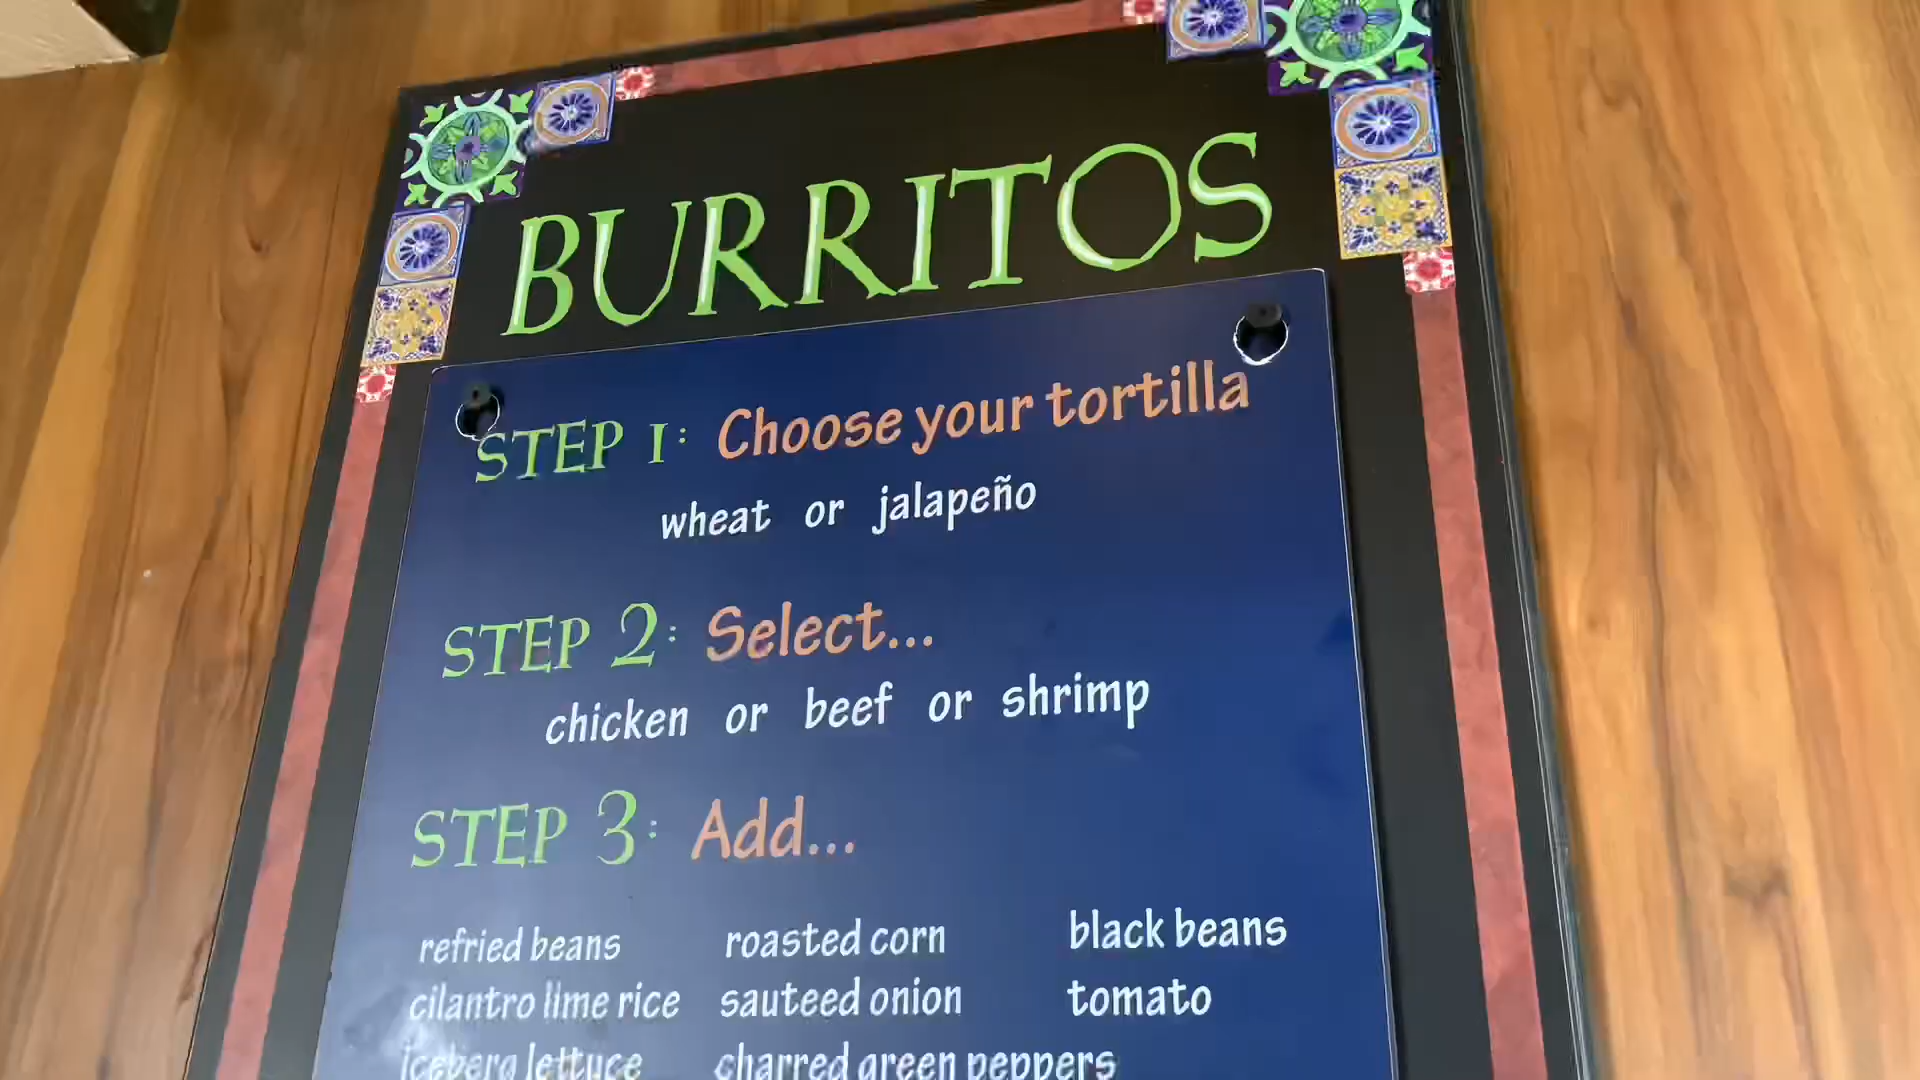 BURRITOS
STEP 1: Choose your tortilla
wheat or jalapeño
STEP 2: Select...
chicken or beef or shrimp
STEP 3: Add...
refried beans roasted corn black beans
cilantro lime rice sauteed onion tomato
iceberg lettuce charred green peppers